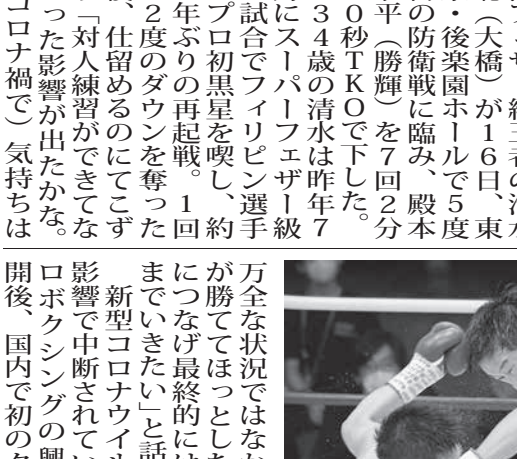 級王者の清水
(大橋)が16日、東
・後楽園ホールで5度
の防衛戦に臨み、殿本
平(勝輝)を7回2分
0秒TKOで下した。
34歳の清水は昨年7
にスーパーフェザー級
試合でフィリピン選手
プロ初黒星を喫し、約
年ぶりの再起戦。1回
2度のダウンを奪った
、仕留めるのにてこず
「対人練習ができてな
った影響が出たかな。
コロナ禍で)気持ちは
万全な状況ではなか
が勝ててほっとした
につなげ最終的には
までいきたい」と話
新型コロナウイル
影響で中断されてい
ロボクシングの興
開後、国内で初の